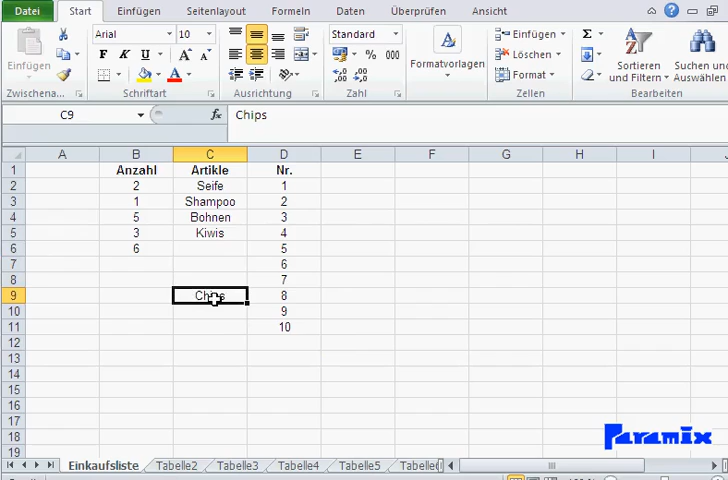 Datei Start Einfügen Seitenlayout Formeln Daten Überprüfen Ansicht
Arial 10 Standard Einfügen Σ
F K U % 000 Löschen
Einfügen Formatvorlagen Format Sortieren und Filtern Suchen und Auswählen
Zwischena... Schriftart Ausrichtung Zahl Zellen Bearbeiten
C9 fx Chips
A B C D E F G H I
1 Anzahl Artikle Nr.
2 2 Seife 1
3 1 Shampoo 2
4 5 Bohnen 3
5 3 Kiwis 4
6 6 5
7 6
8 7
9 Chips 8
10 9
11 10
12
13
14
15
16
17
18
19
Paramix
Einkaufsliste Tabelle2 Tabelle3 Tabelle4 Tabelle5 Tabelle